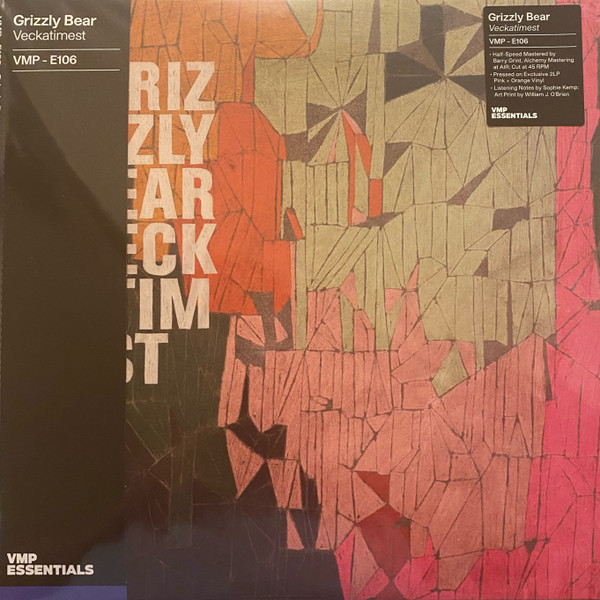 Grizzly Bear
Veckatimest
VMP - E106
RIZ
ZLY
EAR
ECK
TIM
ST
VMP
ESSENTIALS
Grizzly Bear
Veckatimest
VMP - E106
• Half-Speed Mastered by
Barry Grint, Alchemy Mastering
at AIR; Cut at 45 RPM
• Pressed on Exclusive 2LP
Pink + Orange Vinyl
• Listening Notes by Sophie Kemp;
Art Print by William J. O'Brien
VMP
ESSENTIALS